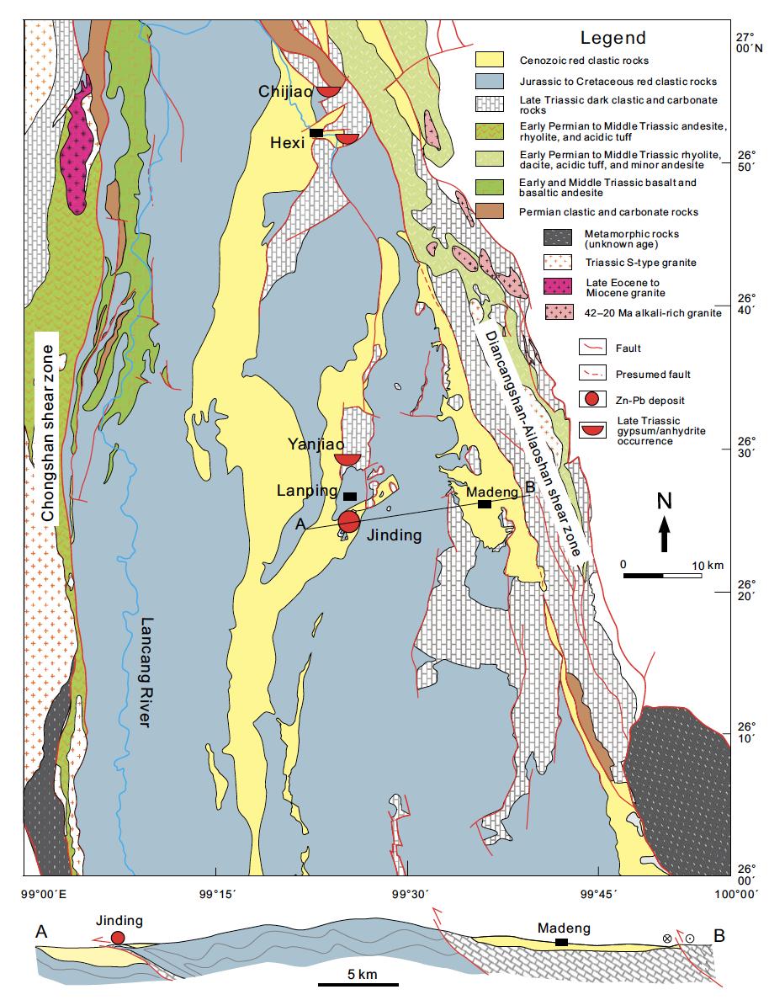 Legend
Cenozoic red clastic rocks
Jurassic to Cretaceous red clastic rocks
Late Triassic dark clastic and carbonate
rocks
Early Permian to Middle Triassic andesite,
rhyolite, and acidic tuff
Early Permian to Middle Triassic rhyolite,
dacite, acidic tuff, and minor andesite
Early and Middle Triassic basalt and
basaltic andesite
Permian clastic and carbonate rocks
Metamorphic rocks
(unknown age)
Triassic S-type granite
Late Eocene to
Miocene granite
42–20 Ma alkali-rich granite
Fault
Presumed fault
Zn-Pb deposit
Late Triassic
gypsum/anhydrite
occurrence
27°
00´N
26°
50´
26°
40´
26°
30´
26°
20´
26°
10´
26°
00´
Chijiao
Hexi
Chongshan shear zone
Diancangshan-Ailaoshan shear zone
Yanjiao
Lanping
Madeng
B
A
Jinding
N
0 10 km
Lancang River
99°00´E
99°15´
99°30´
99°45´
100°00´
A
Jinding
Madeng
B
5 km